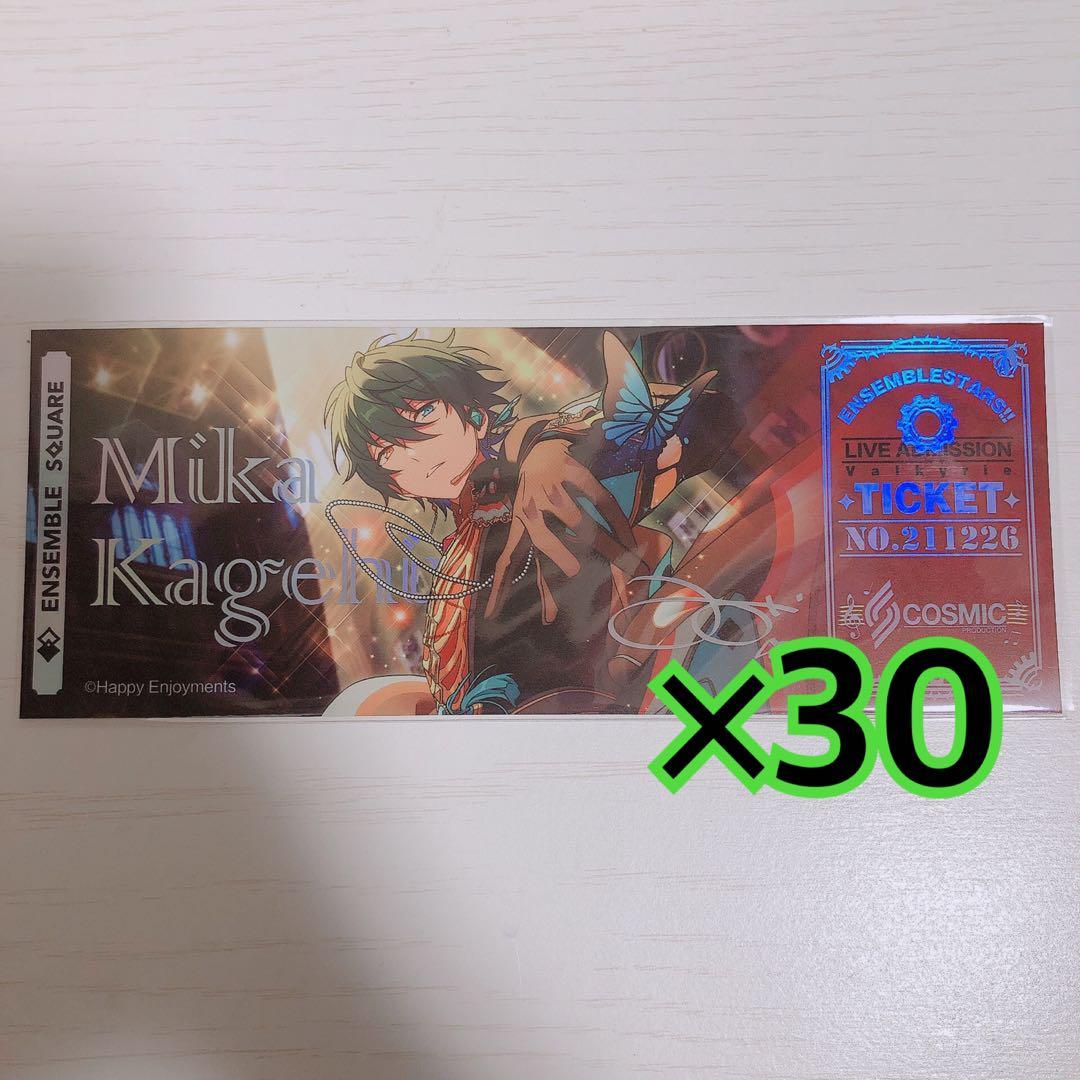 ENSEMBLE SQUARE
Mika
Kagehi
©Happy Enjoyments
ENSEMBLESTARS!!
LIVE ADMISSION
Valkyrie
TICKET
NO.211226
COSMIC
PRODUCTION
×30